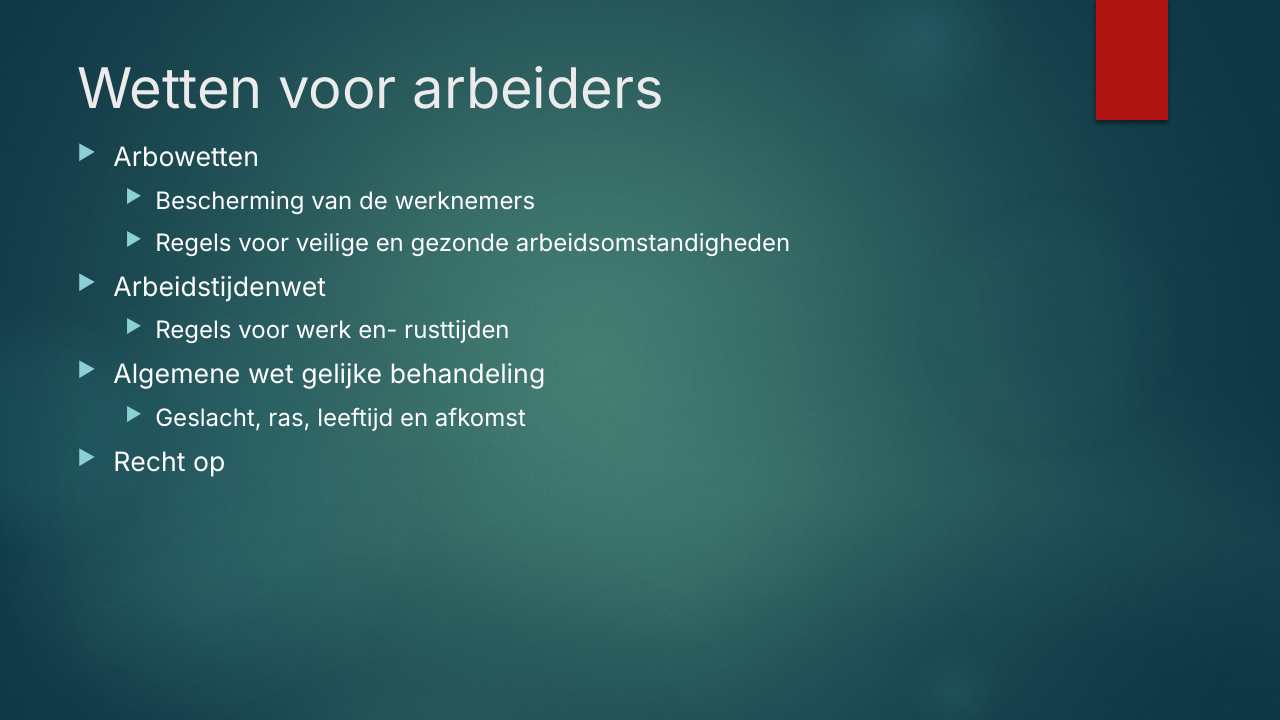 Wetten voor arbeiders
Arbowetten
Bescherming van de werknemers
Regels voor veilige en gezonde arbeidsomstandigheden
Arbeidstijdenwet
Regels voor werk en- rusttijden
Algemene wet gelijke behandeling
Geslacht, ras, leeftijd en afkomst
Recht op